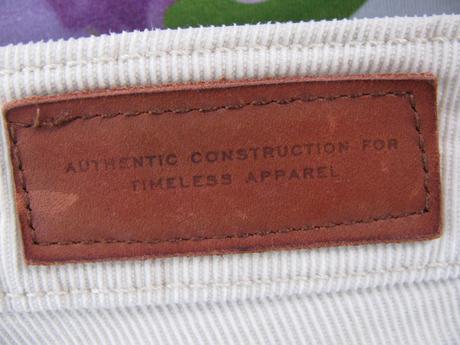 AUTHENTIC CONSTRUCTION FOR
TIMELESS APPAREL